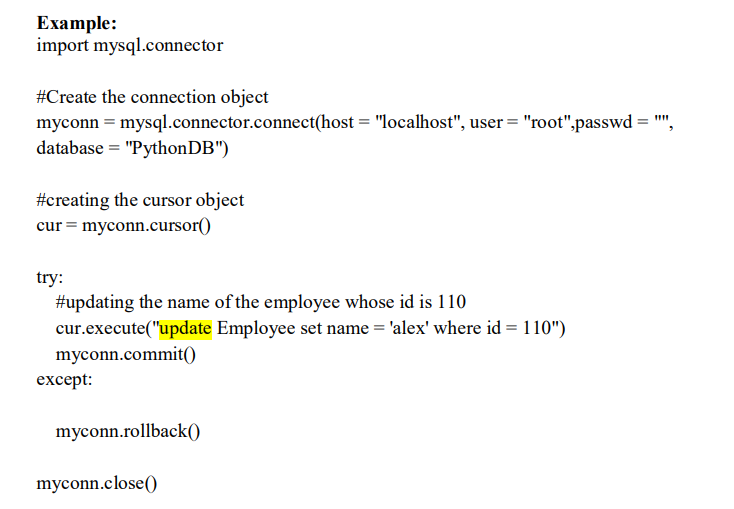 Example:
import mysql.connector
#Create the connection object
myconn = mysql.connector.connect(host = "localhost", user = "root",passwd = "",
database = "PythonDB")
#creating the cursor object
cur = myconn.cursor()
try:
#updating the name of the employee whose id is 110
cur.execute("update Employee set name = 'alex' where id = 110")
myconn.commit()
except:
myconn.rollback()
myconn.close()